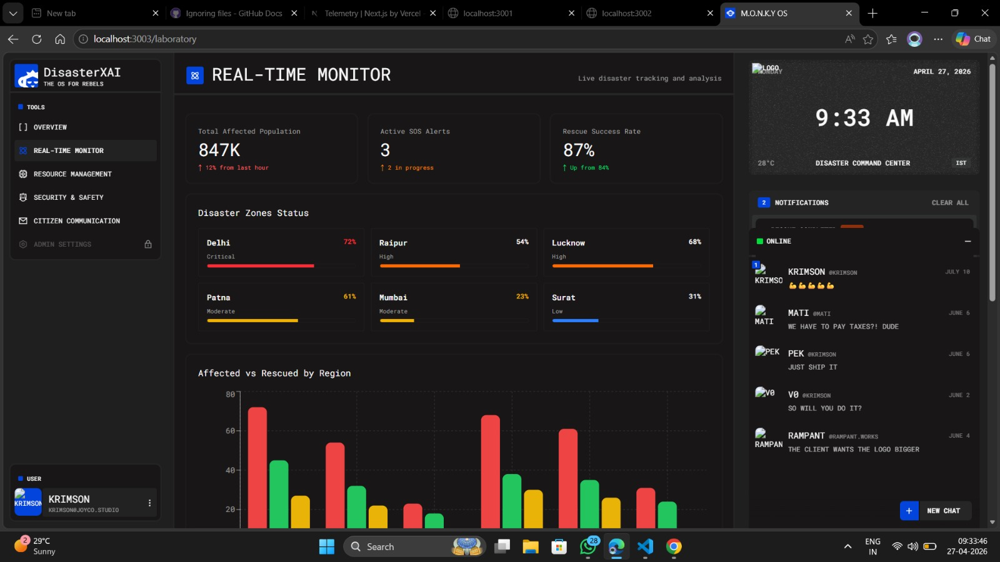 New tab
Ignoring files - GitHub Docs
Telemetry | Next.js by Vercel
localhost:3001
localhost:3002
M.O.N.K.Y OS
localhost:3003/laboratory
Chat
DisasterXAI
THE OS FOR REBELS
TOOLS
[ ] OVERVIEW
REAL-TIME MONITOR
RESOURCE MANAGEMENT
SECURITY & SAFETY
CITIZEN COMMUNICATION
ADMIN SETTINGS
USER
KRIMSON
KRIMSON
KRIMSON@JOYCO.STUDIO
REAL-TIME MONITOR
Live disaster tracking and analysis
Total Affected Population
847K
↑ 12% from last hour
Active SOS Alerts
3
↑ 2 in progress
Rescue Success Rate
87%
↑ Up from 84%
Disaster Zones Status
Delhi 72%
Critical
Raipur 54%
High
Lucknow 68%
High
Patna 61%
Moderate
Mumbai 23%
Moderate
Surat 31%
Low
Affected vs Rescued by Region
80
60
40
20
LOGO
MONDAY
APRIL 27, 2026
9:33 AM
28°C
DISASTER COMMAND CENTER
IST
2 NOTIFICATIONS
CLEAR ALL
ONLINE
1
KRIMSO
KRIMSON @KRIMSON
JULY 10
💪💪💪💪💪
MATI
MATI @MATI
JUNE 6
WE HAVE TO PAY TAXES?! DUDE
PEK
PEK @KRIMSON
JUNE 6
JUST SHIP IT
V0
V0 @KRIMSON
JUNE 2
SO WILL YOU DO IT?
RAMPAN
RAMPANT @RAMPANT.WORKS
JUNE 4
THE CLIENT WANTS THE LOGO BIGGER
+ NEW CHAT
2
29°C
Sunny
Search
28
ENG
IN
09:33:46
27-04-2026